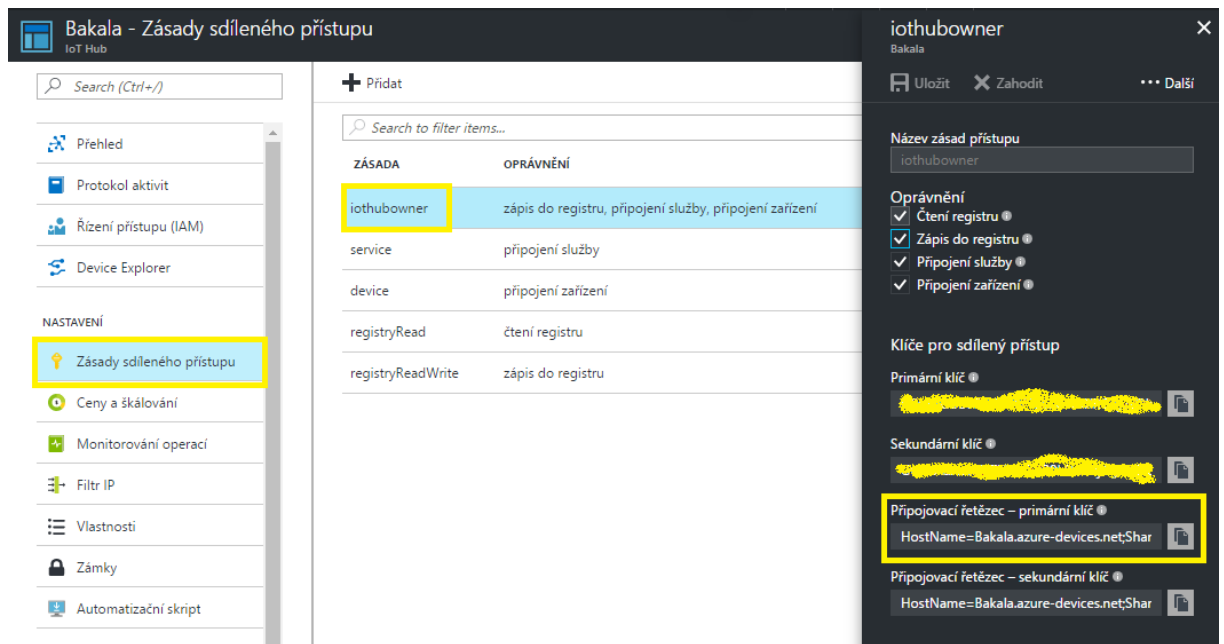 Bakala - Zásady sdíleného přístupu
IoT Hub
Search (Ctrl+/)
Přehled
Protokol aktivit
Řízení přístupu (IAM)
Device Explorer
NASTAVENÍ
Zásady sdíleného přístupu
Ceny a škálování
Monitorování operací
Filtr IP
Vlastnosti
Zámky
Automatizační skript
Přidat
Search to filter items...
ZÁSADA OPRÁVNĚNÍ
iothubowner zápis do registru, připojení služby, připojení zařízení
service připojení služby
device připojení zařízení
registryRead čtení registru
registryReadWrite zápis do registru
iothubowner
Bakala
Uložit Zahodit Další
Název zásad přístupu
iothubowner
Oprávnění
Čtení registru
Zápis do registru
Připojení služby
Připojení zařízení
Klíče pro sdílený přístup
Primární klíč
Sekundární klíč
Připojovací řetězec – primární klíč
HostName=Bakala.azure-devices.net;Shar
Připojovací řetězec – sekundární klíč
HostName=Bakala.azure-devices.net;Shar